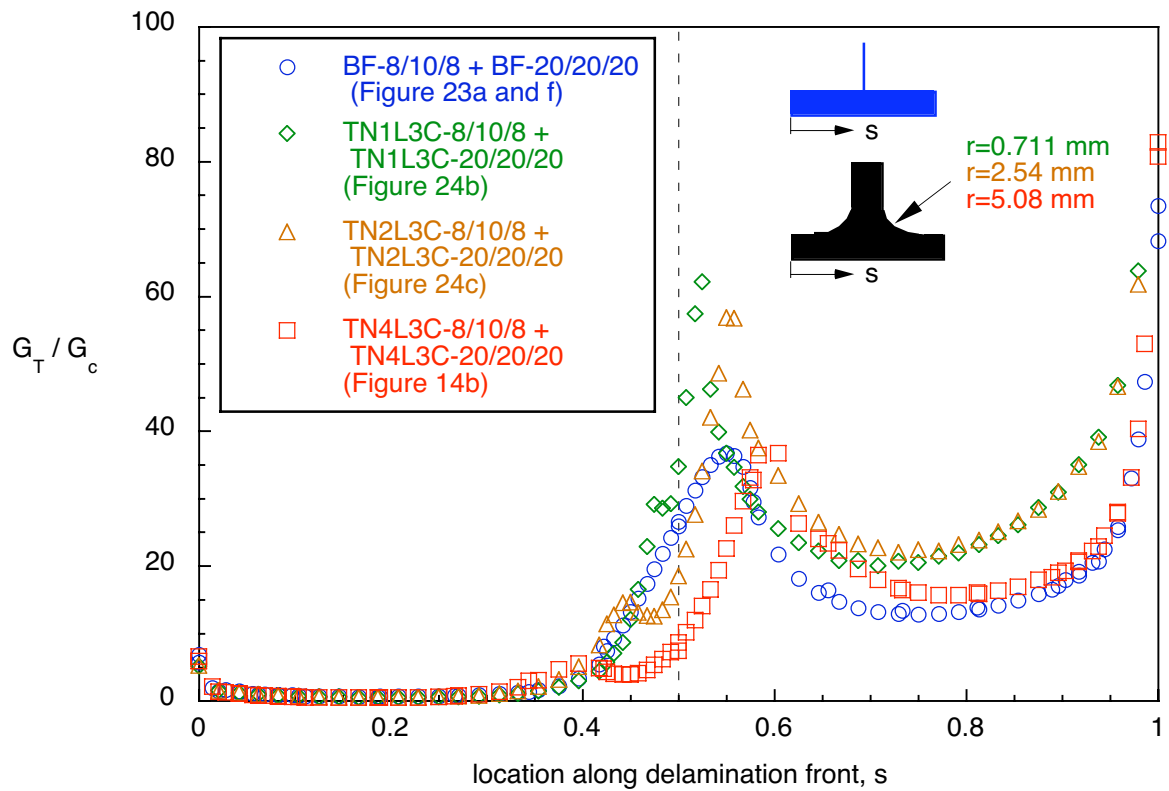 100
80
60
40
20
0
G_T / G_c
BF-8/10/8 + BF-20/20/20
(Figure 23a and f)
TN1L3C-8/10/8 +
TN1L3C-20/20/20
(Figure 24b)
TN2L3C-8/10/8 +
TN2L3C-20/20/20
(Figure 24c)
TN4L3C-8/10/8 +
TN4L3C-20/20/20
(Figure 14b)
s
r=0.711 mm
r=2.54 mm
r=5.08 mm
s
0
0.2
0.4
0.6
0.8
1
location along delamination front, s